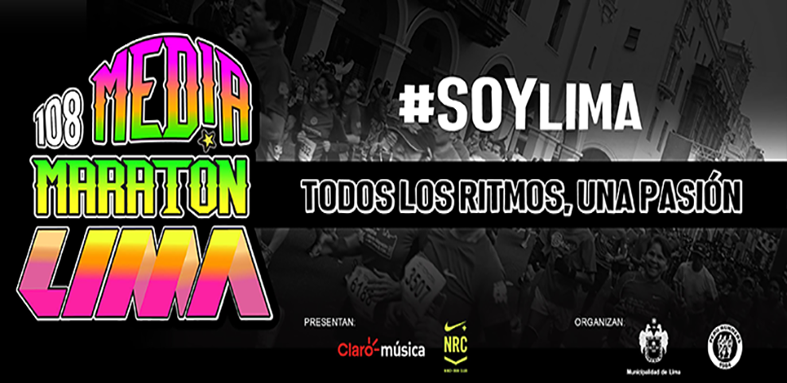 108 MEDIA
MARATON
LIMA
#SOYLIMA
TODOS LOS RITMOS, UNA PASIÓN
PRESENTAN:
Claro música
NRC
ORGANIZAN:
Municipalidad de Lima